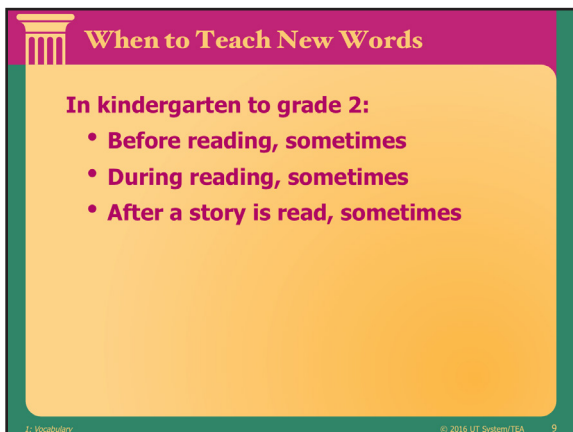 When to Teach New Words
In kindergarten to grade 2:
• Before reading, sometimes
• During reading, sometimes
• After a story is read, sometimes
1: Vocabulary
© 2016 UT System/TEA 9